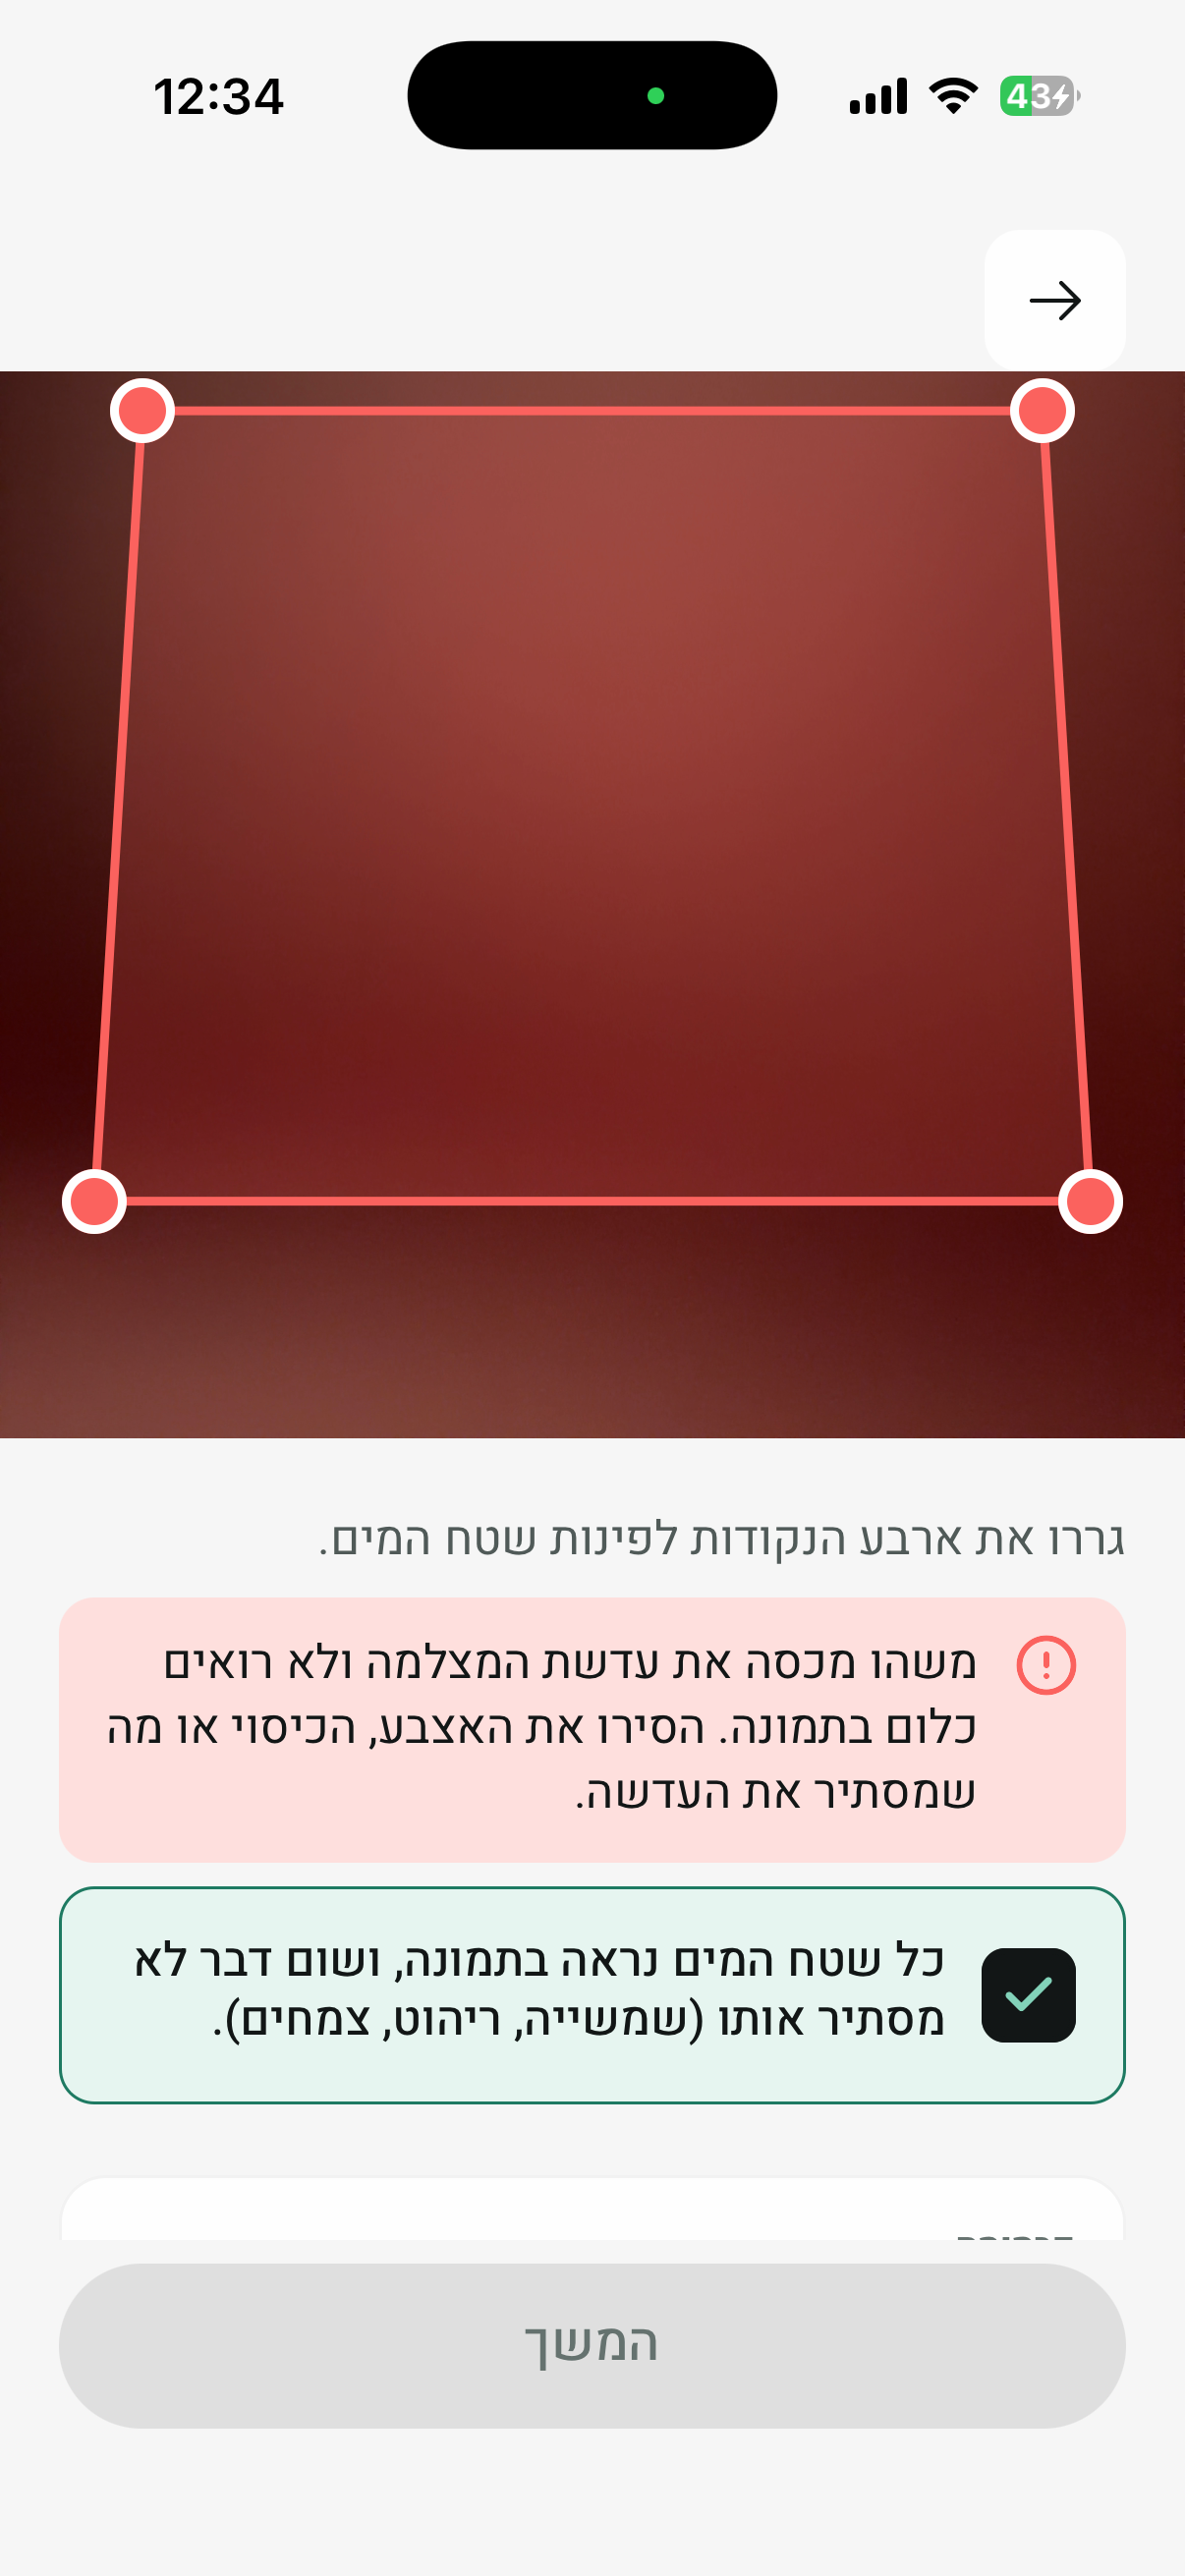 12:34
43
גררו את ארבע הנקודות לפינות שטח המים.
משהו מכסה את עדשת המצלמה ולא רואים
כלום בתמונה. הסירו את האצבע, הכיסוי או מה
שמסתיר את העדשה.
כל שטח המים נראה בתמונה, ושום דבר לא
מסתיר אותו (שמשייה, ריהוט, צמחים).
המשך